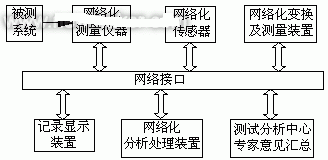 被测
系统
网络化
测量仪器
网络化
传感器
网络化变换
及测量装置
网络接口
记录显示
装置
网络化
分析处理装置
测试分析中心
专家意见汇总